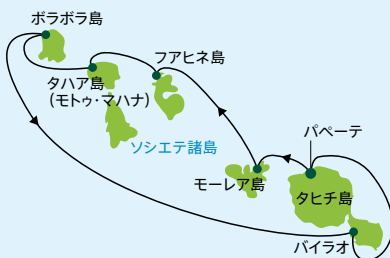 ボラボラ島
フアヒネ島
タハア島
(モトゥ・マハナ)
ソシエテ諸島
パペーテ
モーレア島
タヒチ島
バイラオ